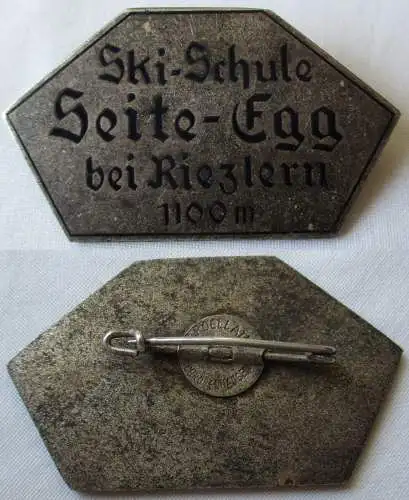 Ski-Schule
Seite-Egg
bei Riezlern
1100 m